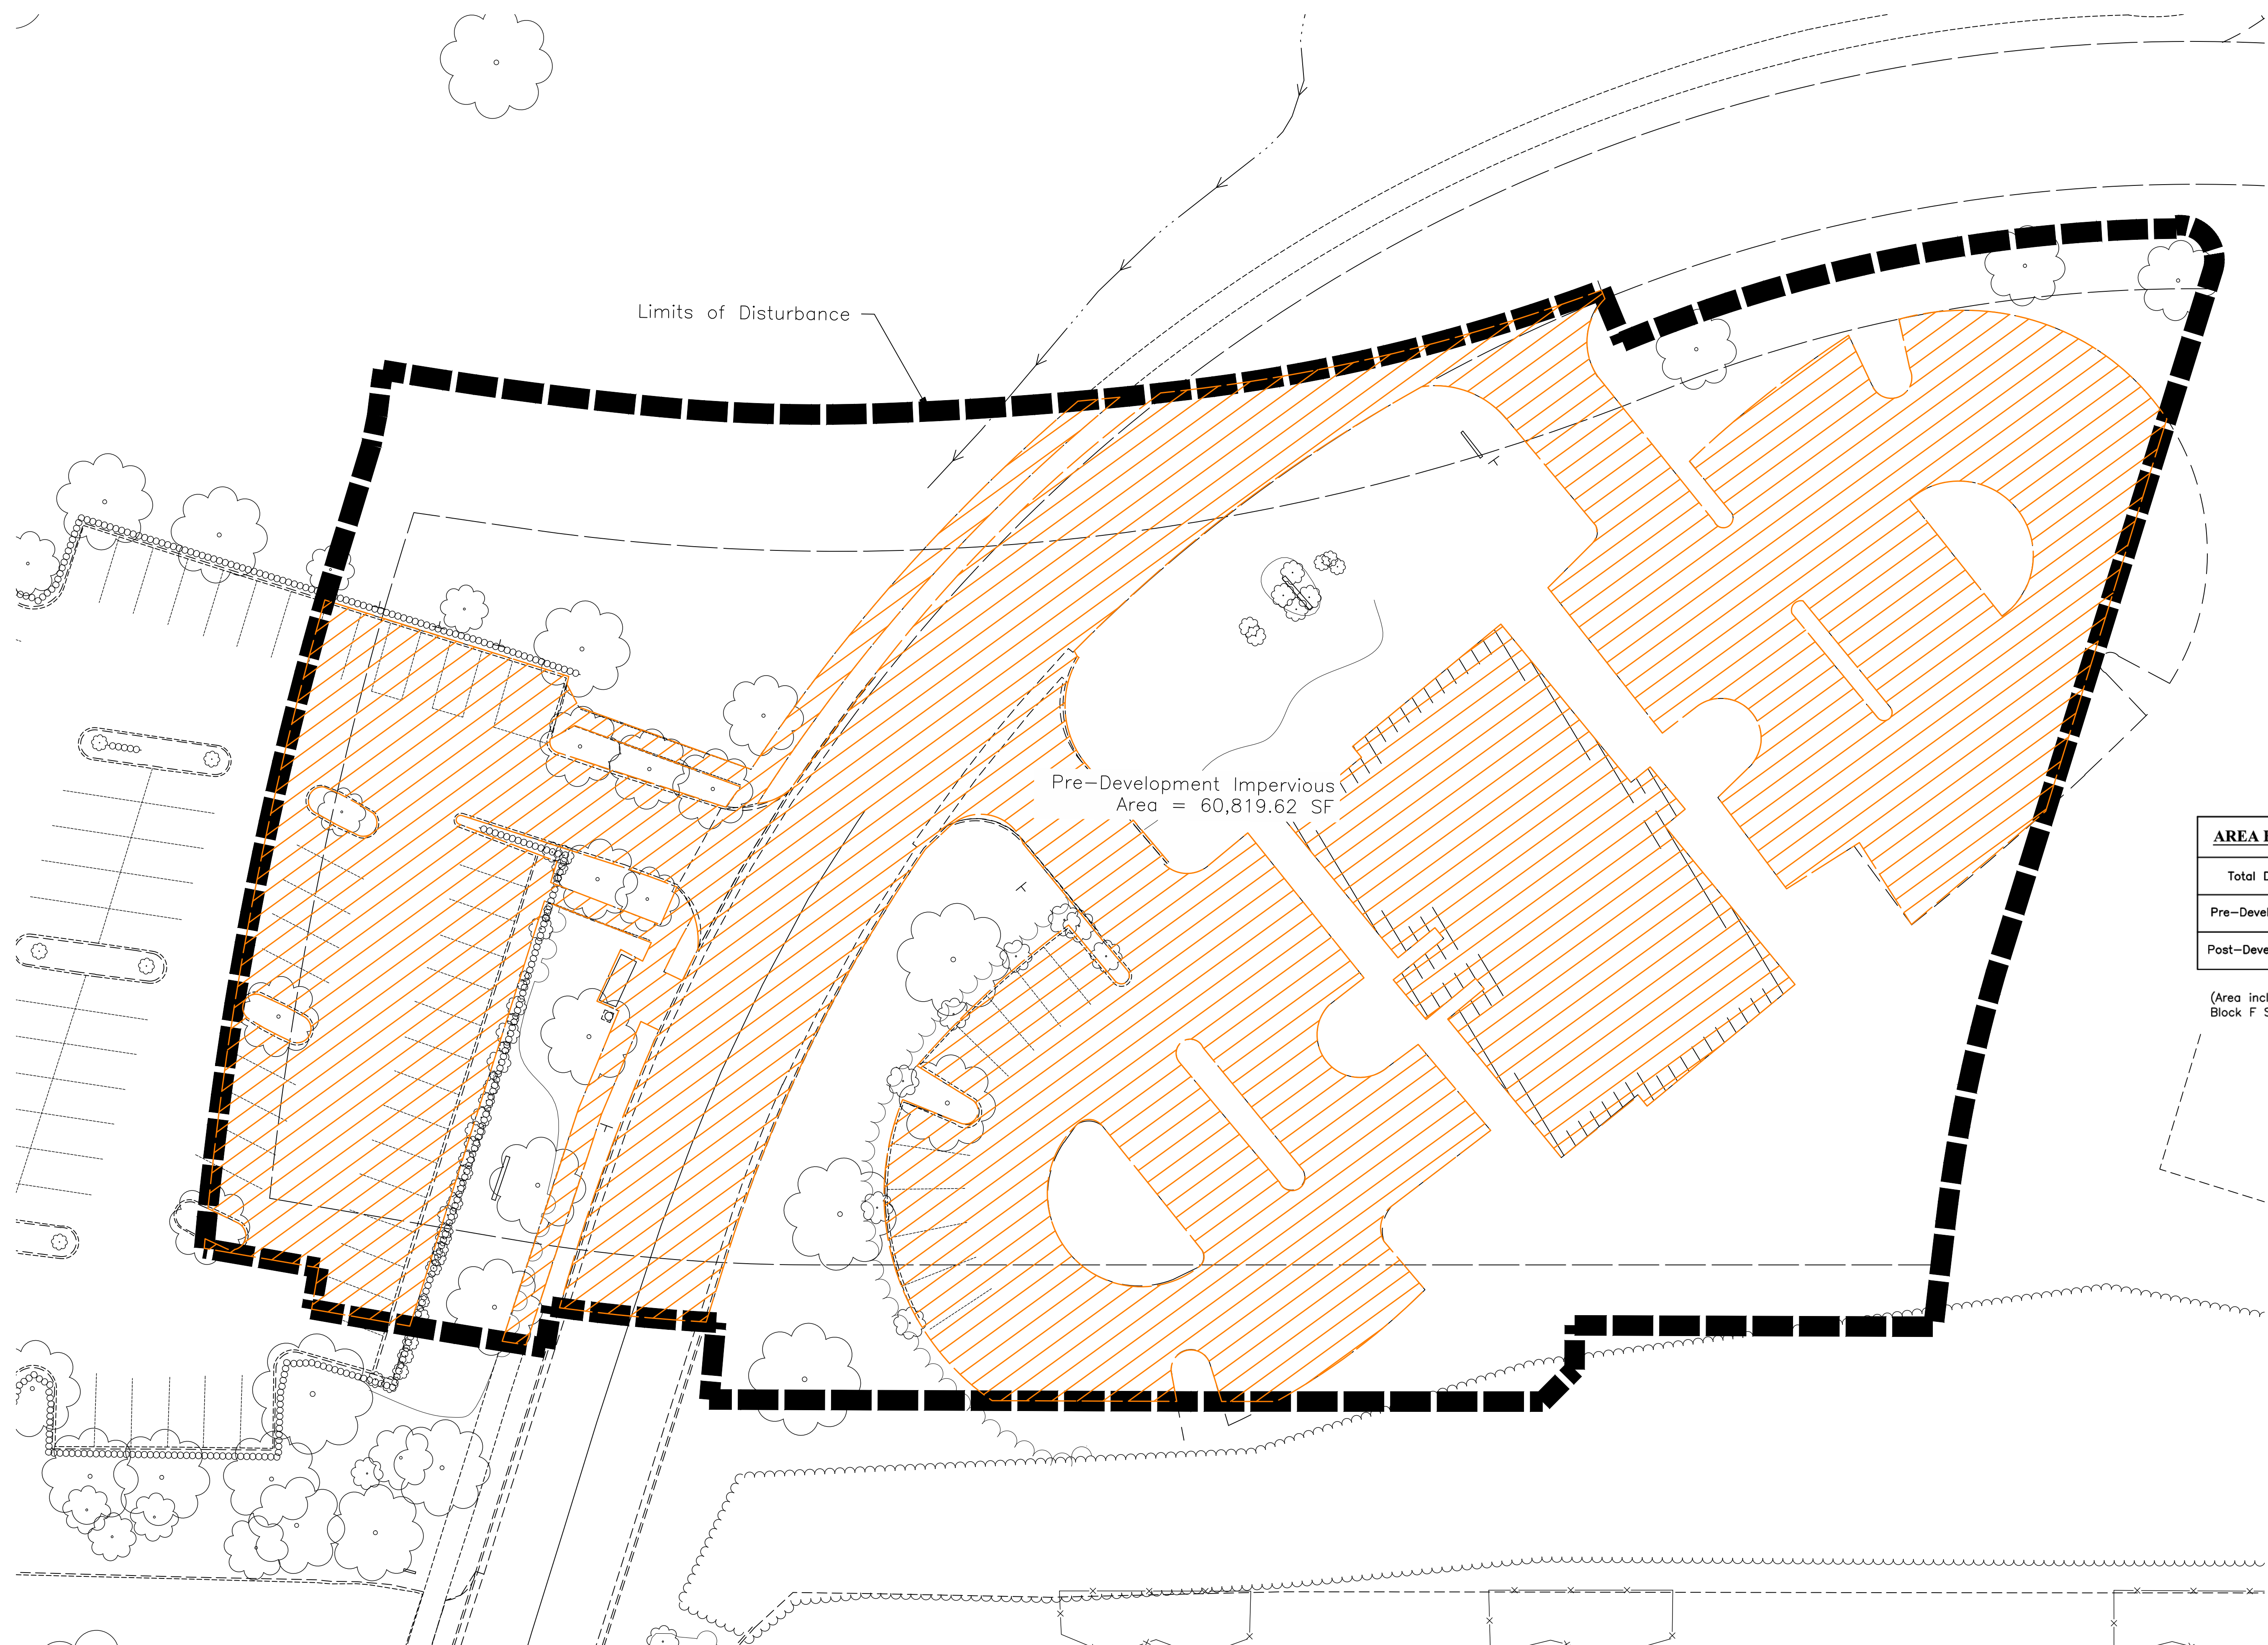 Limits of Disturbance
Pre-Development Impervious
Area = 60,819.62 SF
AREA
Total
Pre-Devel
Post-Deve
(Area incl
Block F S